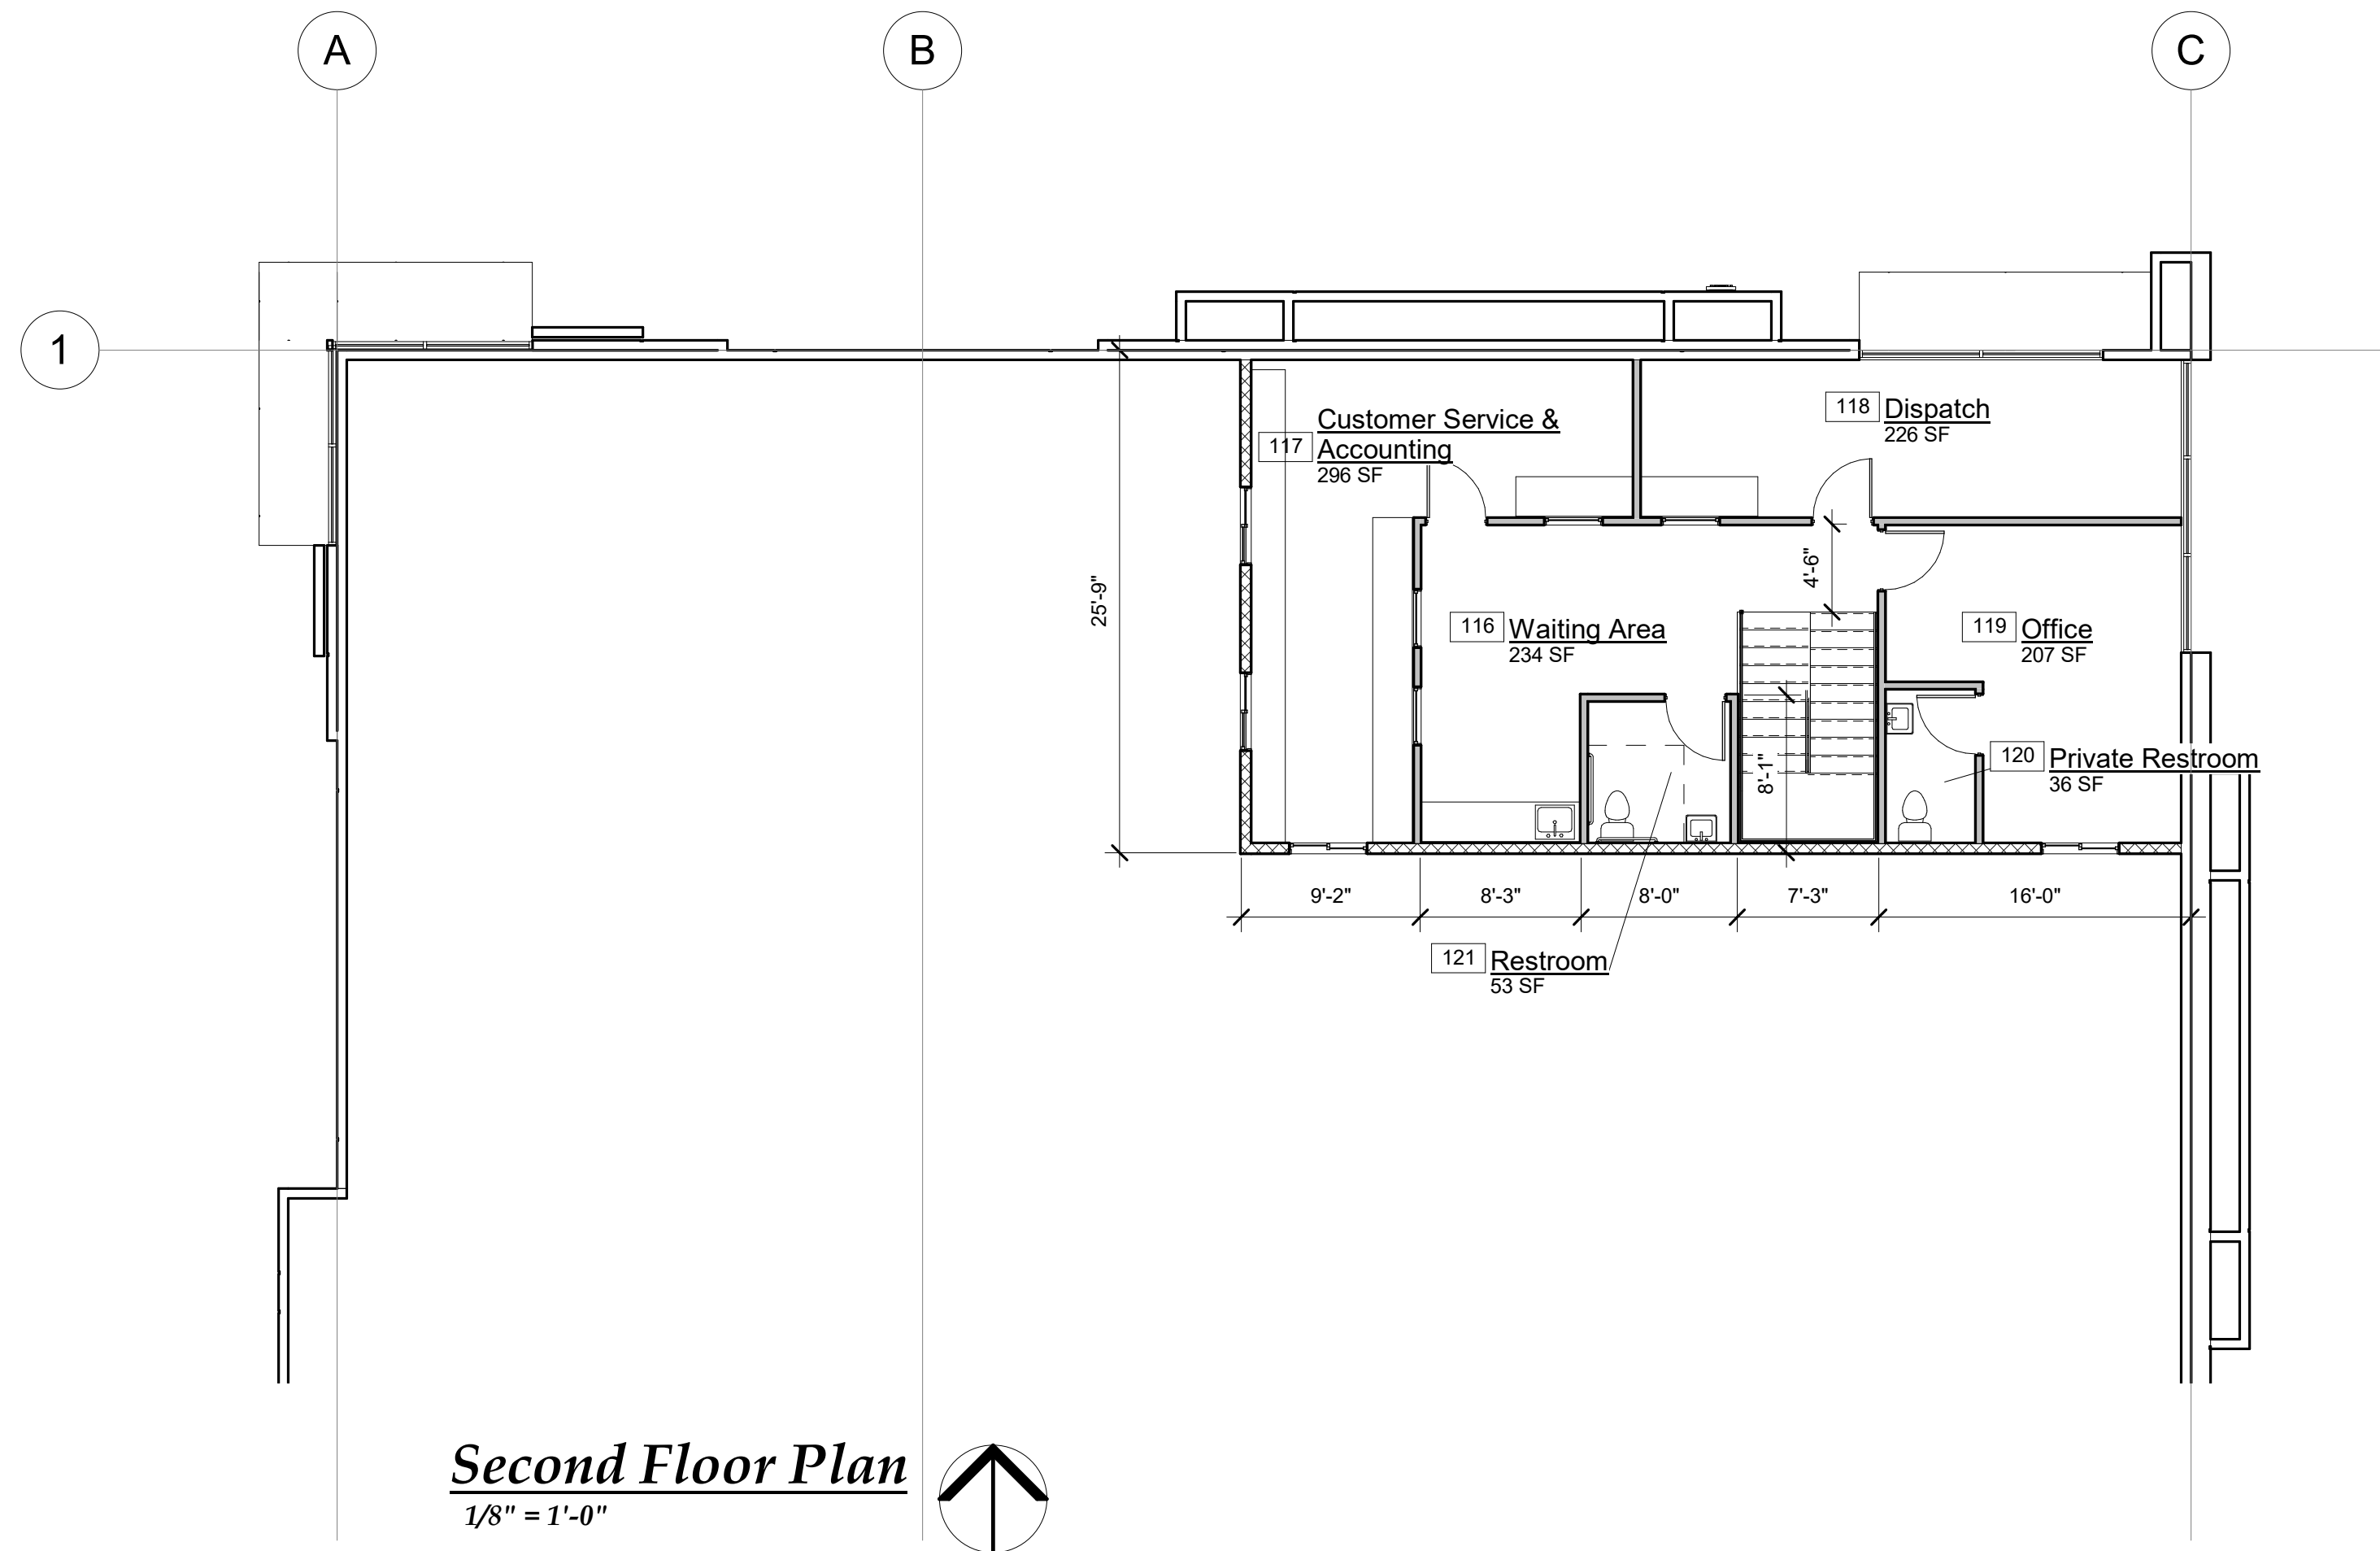 A
B
C
1
Customer Service &
117
Accounting
296 SF
118
Dispatch
226 SF
25'-9"
4'-6"
116
Waiting Area
234 SF
119
Office
207 SF
8'-1"
120
Private Restroom
36 SF
9'-2"
8'-3"
8'-0"
7'-3"
16'-0"
121
Restroom
53 SF
Second Floor Plan
1/8" = 1'-0"